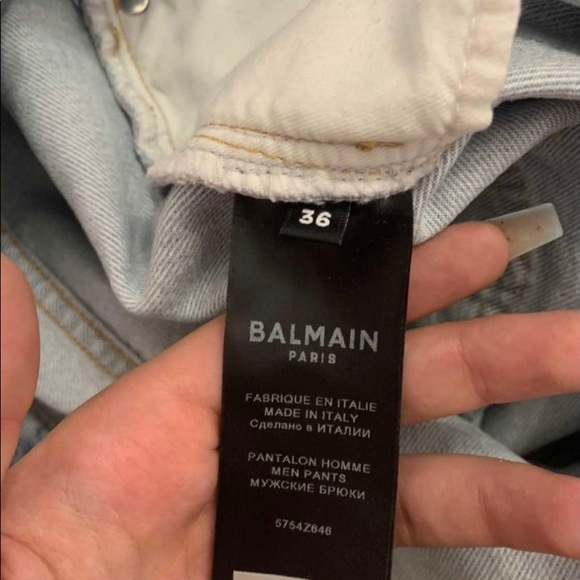 36
BALMAIN
PARIS
FABRIQUE EN ITALIE
MADE IN ITALY
Сделано в ИТАЛИИ
PANTALON HOMME
MEN PANTS
МУЖСКИЕ БРЮКИ
5754Z646